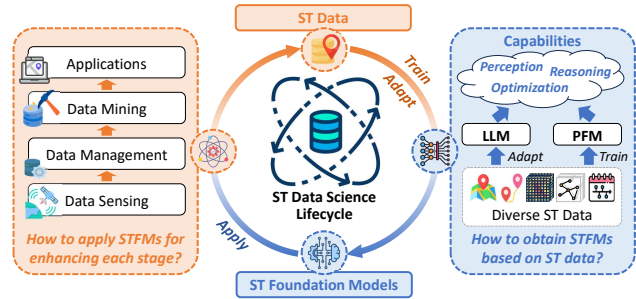 ST Data
Applications
Data Mining
Data Management
Data Sensing
How to apply STFMs for
enhancing each stage?
Train
Adapt
ST Data Science
Lifecycle
Apply
ST Foundation Models
Capabilities
Perception
Reasoning
Optimization
LLM
PFM
Adapt
Train
Diverse ST Data
How to obtain STFMs
based on ST data?